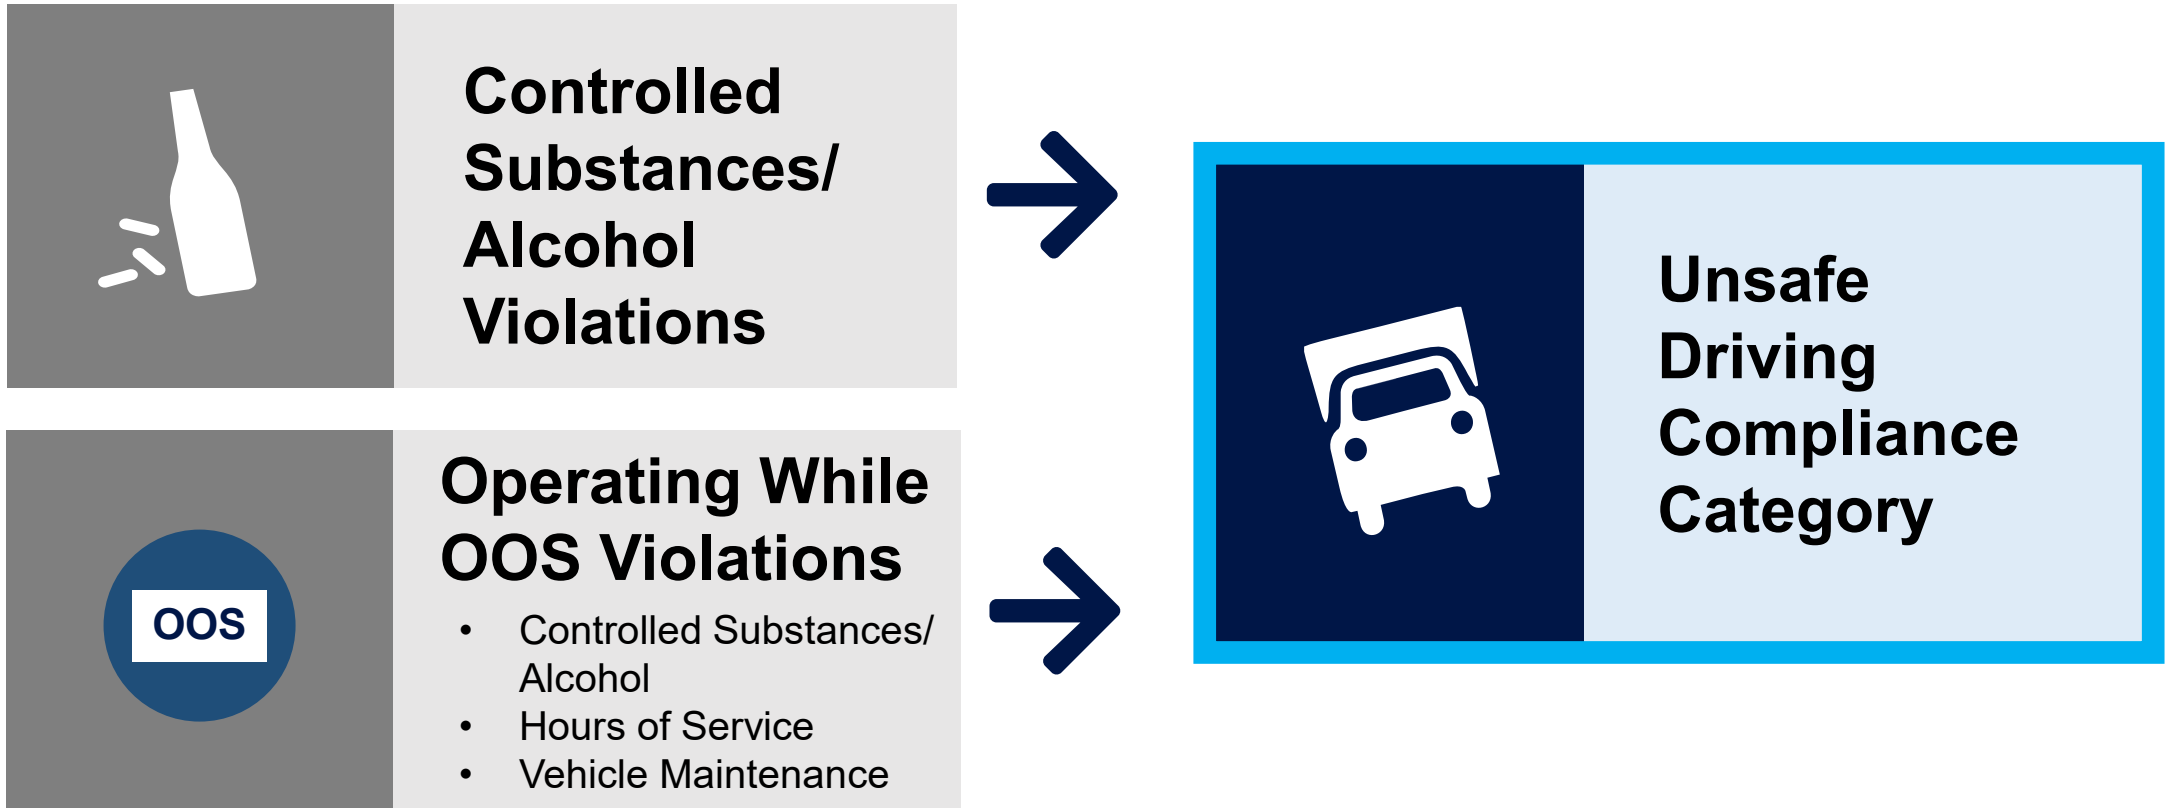 Controlled
Substances/
Alcohol
Violations
OOS
Operating While
OOS Violations
• Controlled Substances/
Alcohol
• Hours of Service
• Vehicle Maintenance
Unsafe
Driving
Compliance
Category